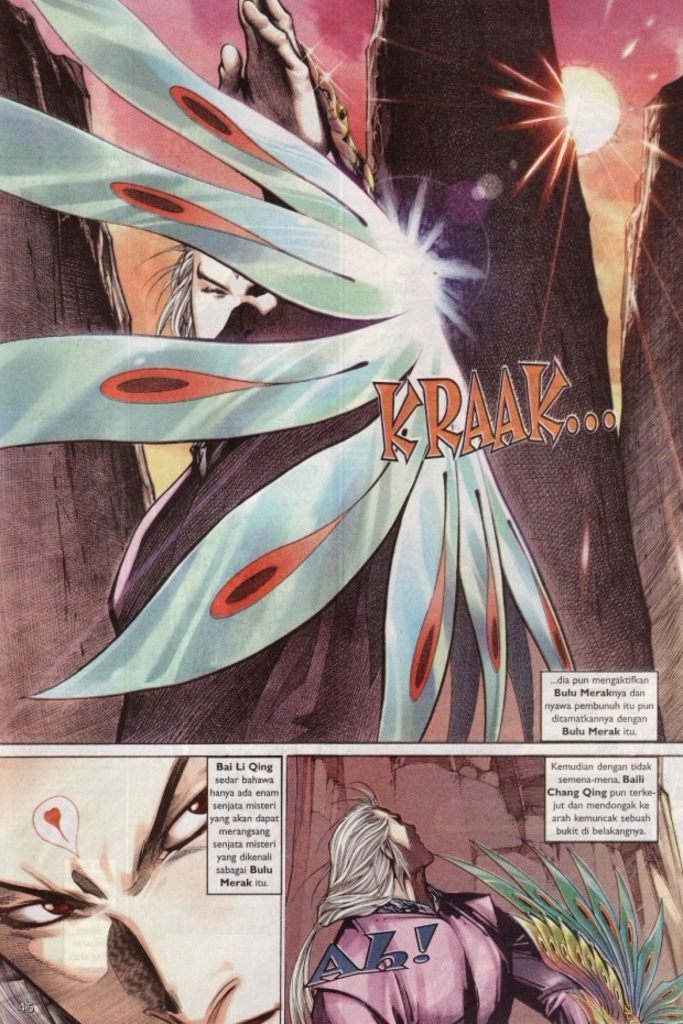 KRAAK...
...dia pun mengaktifkan
Bulu Meraknya dan
nyawa pembunuh itu pun
ditamatkannya dengan
Bulu Merak itu.
Bai Li Qing
sedar bahawa
hanya ada enam
senjata misteri
yang akan dapat
merangsang
senjata misteri
yang dikenali
sabagai Bulu
Merak itu.
Kemudian dengan tidak
semena-mena, Baili
Chang Qing pun terke-
jut dan mendongak ke
arah kemuncak sebuah
bukit di belakangnya.
Ah!
45